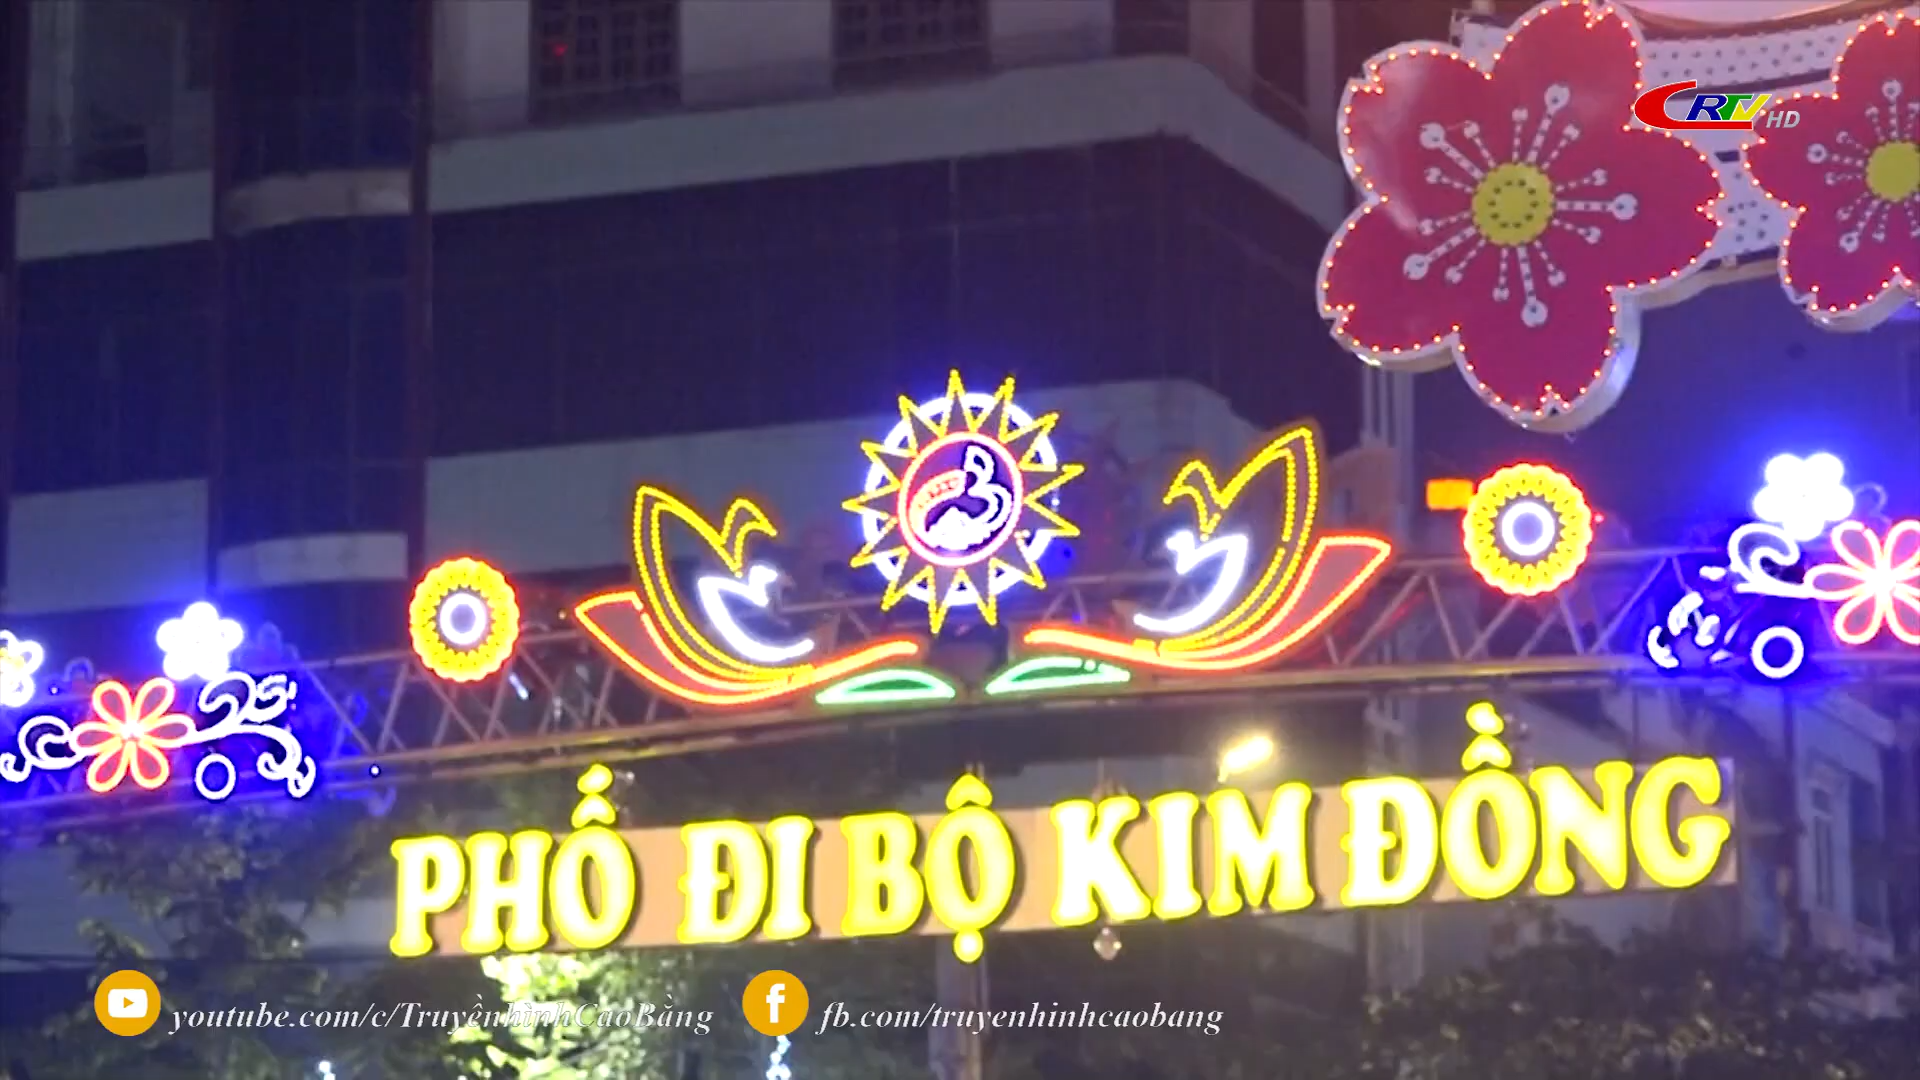 CRTV HD
PHỐ ĐI BỘ KIM ĐỒNG
youtube.com/c/TruyềnhìnhCaoBằng
fb.com/truyenhinhcaobang